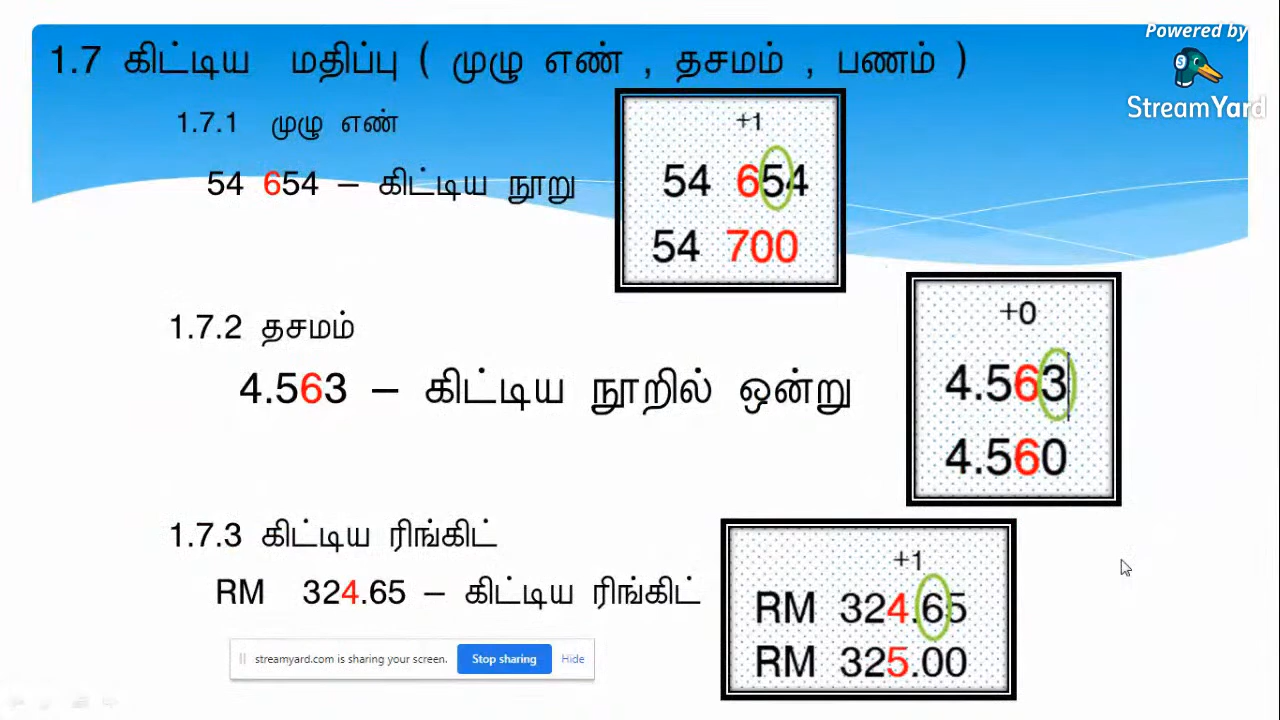 Powered by
StreamYard
1.7 கிட்டிய மதிப்பு ( முழு எண் , தசமம் , பணம் )
1.7.1 முழு எண்
54 654 – கிட்டிய நூறு
+1
54 654
54 700
1.7.2 தசமம்
4.563 – கிட்டிய நூறில் ஒன்று
+0
4.563
4.560
1.7.3 கிட்டிய ரிங்கிட்
RM 324.65 – கிட்டிய ரிங்கிட்
+1
RM 324.65
RM 325.00
streamyard.com is sharing your screen. Stop sharing Hide